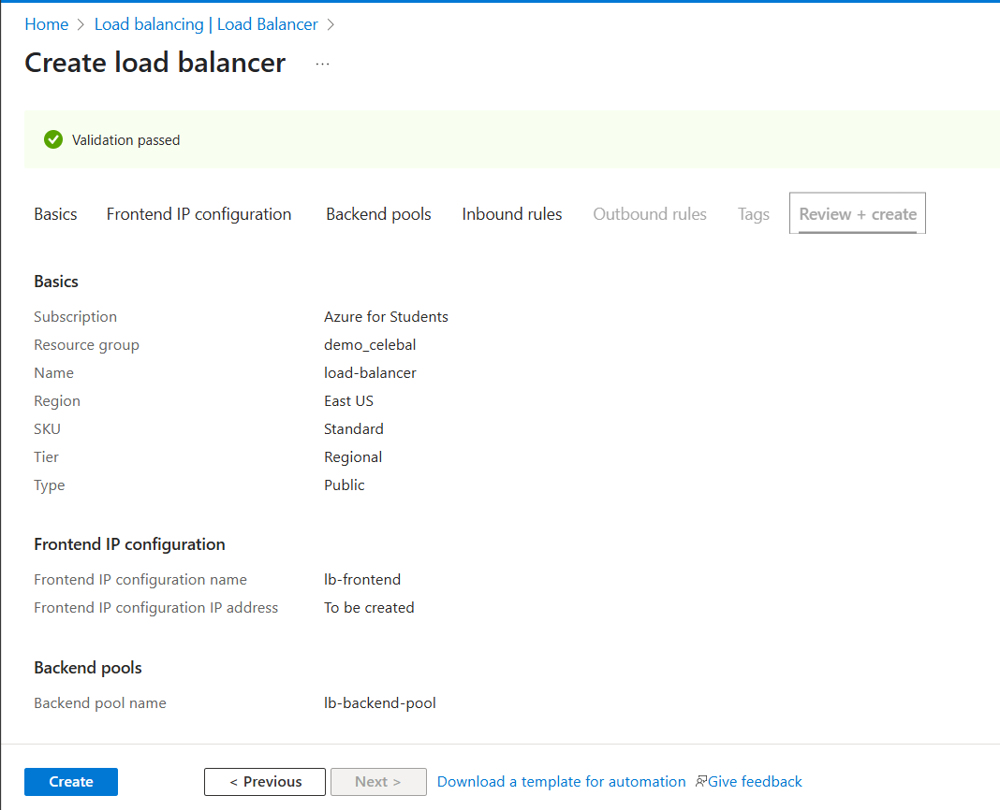 Home > Load balancing | Load Balancer >
Create load balancer ...
Validation passed
Basics Frontend IP configuration Backend pools Inbound rules Outbound rules Tags Review + create
Basics
Subscription Azure for Students
Resource group demo_celebal
Name load-balancer
Region East US
SKU Standard
Tier Regional
Type Public
Frontend IP configuration
Frontend IP configuration name lb-frontend
Frontend IP configuration IP address To be created
Backend pools
Backend pool name lb-backend-pool
Create < Previous Next > Download a template for automation Give feedback